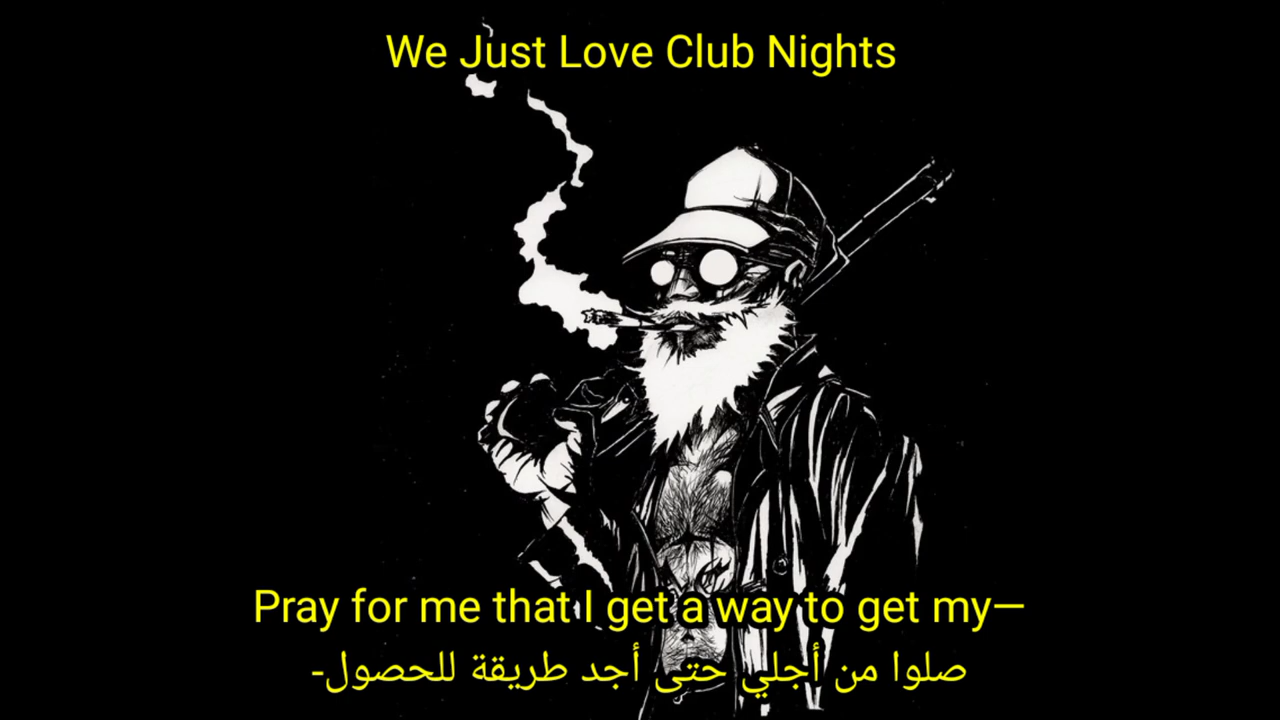 We Just Love Club Nights
Pray for me that I get a way to get my—
صلوا من أجلي حتى أجد طريقة للحصول-